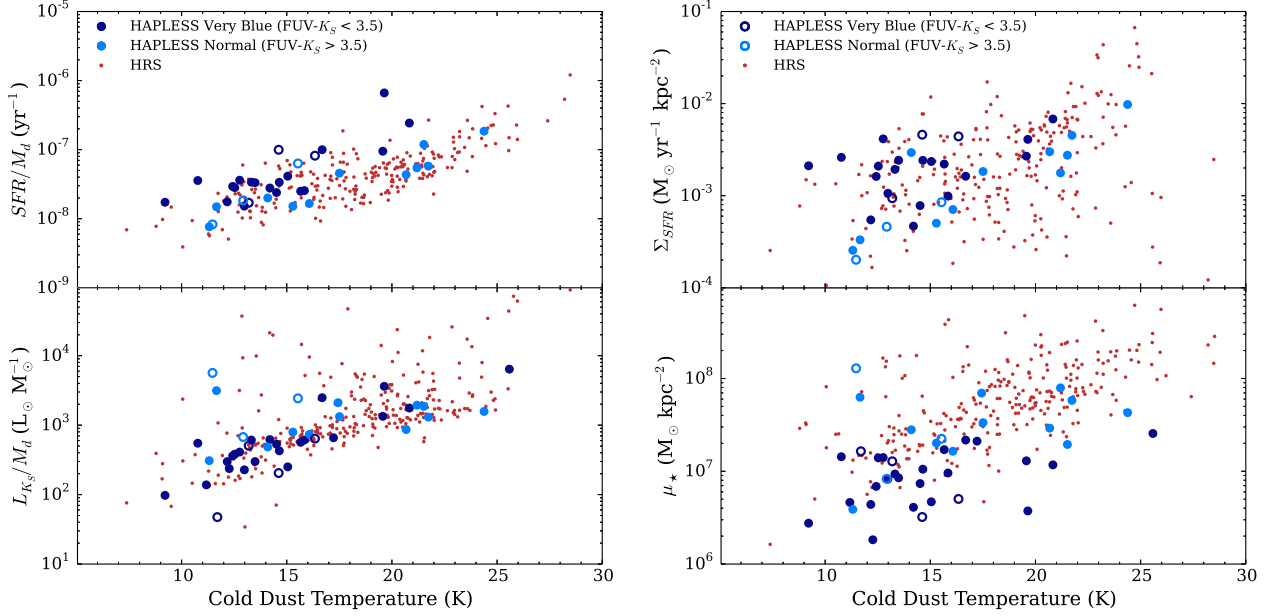 HAPLESS Very Blue (FUV-K_S < 3.5)
HAPLESS Normal (FUV-K_S > 3.5)
HRS
SFR/M_d (yr⁻¹)
10⁻⁵
10⁻⁶
10⁻⁷
10⁻⁸
10⁻⁹
L_{K_S}/M_d (L_⊙ M_⊙⁻¹)
10⁴
10³
10²
10¹
10 15 20 25 30
Cold Dust Temperature (K)
HAPLESS Very Blue (FUV-K_S < 3.5)
HAPLESS Normal (FUV-K_S > 3.5)
HRS
Σ_{SFR} (M_⊙ yr⁻¹ kpc⁻²)
10⁻¹
10⁻²
10⁻³
10⁻⁴
μ_⋆ (M_⊙ kpc⁻²)
10⁸
10⁷
10⁶
10 15 20 25 30
Cold Dust Temperature (K)